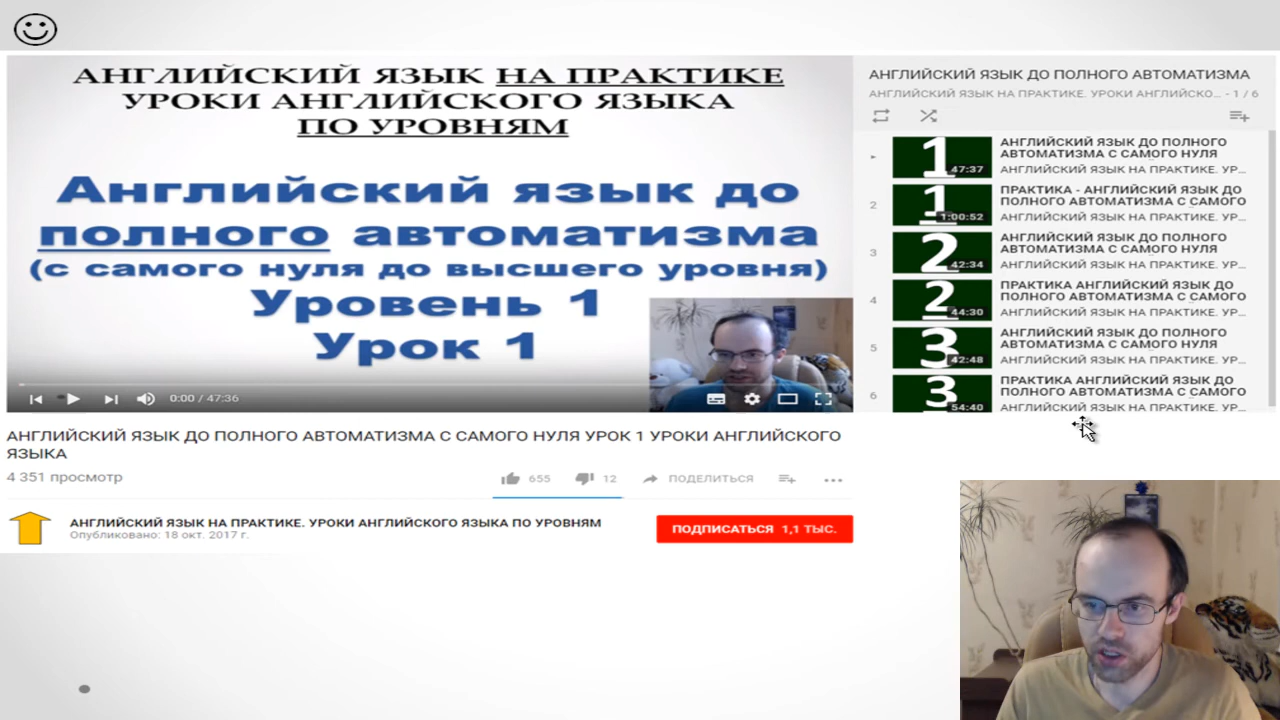 АНГЛИЙСКИЙ ЯЗЫК НА ПРАКТИКЕ
УРОКИ АНГЛИЙСКОГО ЯЗЫКА
ПО УРОВНЯМ
Английский язык до
полного автоматизма
(с самого нуля до высшего уровня)
Уровень 1
Урок 1
0:00 / 47:36
АНГЛИЙСКИЙ ЯЗЫК ДО ПОЛНОГО АВТОМАТИЗМА С САМОГО НУЛЯ УРОК 1 УРОКИ АНГЛИЙСКОГО
ЯЗЫКА
4 351 просмотр
655
12
ПОДЕЛИТЬСЯ
АНГЛИЙСКИЙ ЯЗЫК НА ПРАКТИКЕ. УРОКИ АНГЛИЙСКОГО ЯЗЫКА ПО УРОВНЯМ
Опубликовано: 18 окт. 2017 г.
ПОДПИСАТЬСЯ 1,1 ТЫС.
АНГЛИЙСКИЙ ЯЗЫК ДО ПОЛНОГО АВТОМАТИЗМА
АНГЛИЙСКИЙ ЯЗЫК НА ПРАКТИКЕ. УРОКИ АНГЛИЙСКО... - 1 / 6
1
47:37
АНГЛИЙСКИЙ ЯЗЫК ДО ПОЛНОГО
АВТОМАТИЗМА С САМОГО НУЛЯ
АНГЛИЙСКИЙ ЯЗЫК НА ПРАКТИКЕ. УР...
2
1
1:00:52
ПРАКТИКА - АНГЛИЙСКИЙ ЯЗЫК ДО
ПОЛНОГО АВТОМАТИЗМА С САМОГО
АНГЛИЙСКИЙ ЯЗЫК НА ПРАКТИКЕ. УР...
3
2
42:34
АНГЛИЙСКИЙ ЯЗЫК ДО ПОЛНОГО
АВТОМАТИЗМА С САМОГО НУЛЯ
АНГЛИЙСКИЙ ЯЗЫК НА ПРАКТИКЕ. УР...
4
2
44:30
ПРАКТИКА АНГЛИЙСКИЙ ЯЗЫК ДО
ПОЛНОГО АВТОМАТИЗМА С САМОГО
АНГЛИЙСКИЙ ЯЗЫК НА ПРАКТИКЕ. УР...
5
3
42:48
АНГЛИЙСКИЙ ЯЗЫК ДО ПОЛНОГО
АВТОМАТИЗМА С САМОГО НУЛЯ
АНГЛИЙСКИЙ ЯЗЫК НА ПРАКТИКЕ. УР...
6
3
54:40
ПРАКТИКА АНГЛИЙСКИЙ ЯЗЫК ДО
ПОЛНОГО АВТОМАТИЗМА С САМОГО
АНГЛИЙСКИЙ ЯЗЫК НА ПРАКТИКЕ. УР...